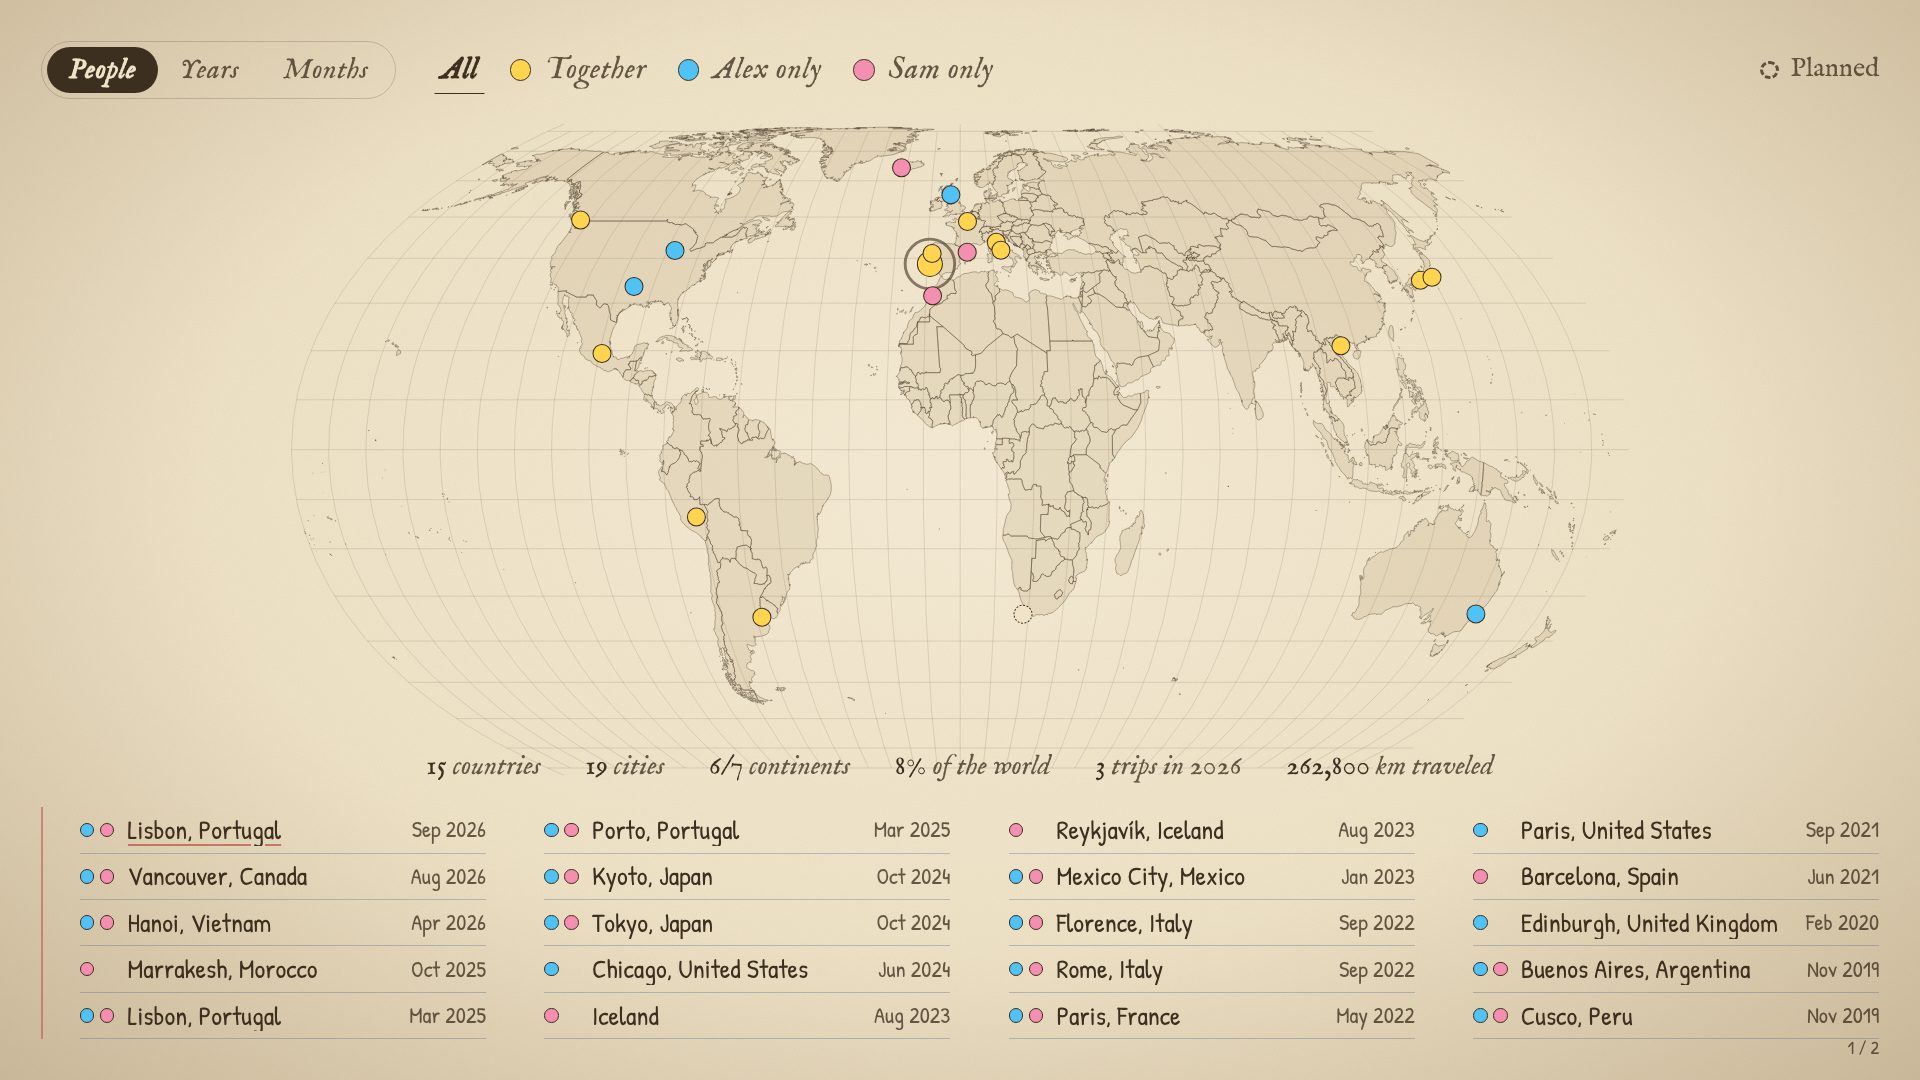 People Years Months All Together Alex only Sam only Planned
15 countries 19 cities 6/7 continents 8% of the world 3 trips in 2026 262,800 km traveled
Lisbon, Portugal Sep 2026
Vancouver, Canada Aug 2026
Hanoi, Vietnam Apr 2026
Marrakesh, Morocco Oct 2025
Lisbon, Portugal Mar 2025
Porto, Portugal Mar 2025
Kyoto, Japan Oct 2024
Tokyo, Japan Oct 2024
Chicago, United States Jun 2024
Iceland Aug 2023
Reykjavík, Iceland Aug 2023
Mexico City, Mexico Jan 2023
Florence, Italy Sep 2022
Rome, Italy Sep 2022
Paris, France May 2022
Paris, United States Sep 2021
Barcelona, Spain Jun 2021
Edinburgh, United Kingdom Feb 2020
Buenos Aires, Argentina Nov 2019
Cusco, Peru Nov 2019
1 / 2